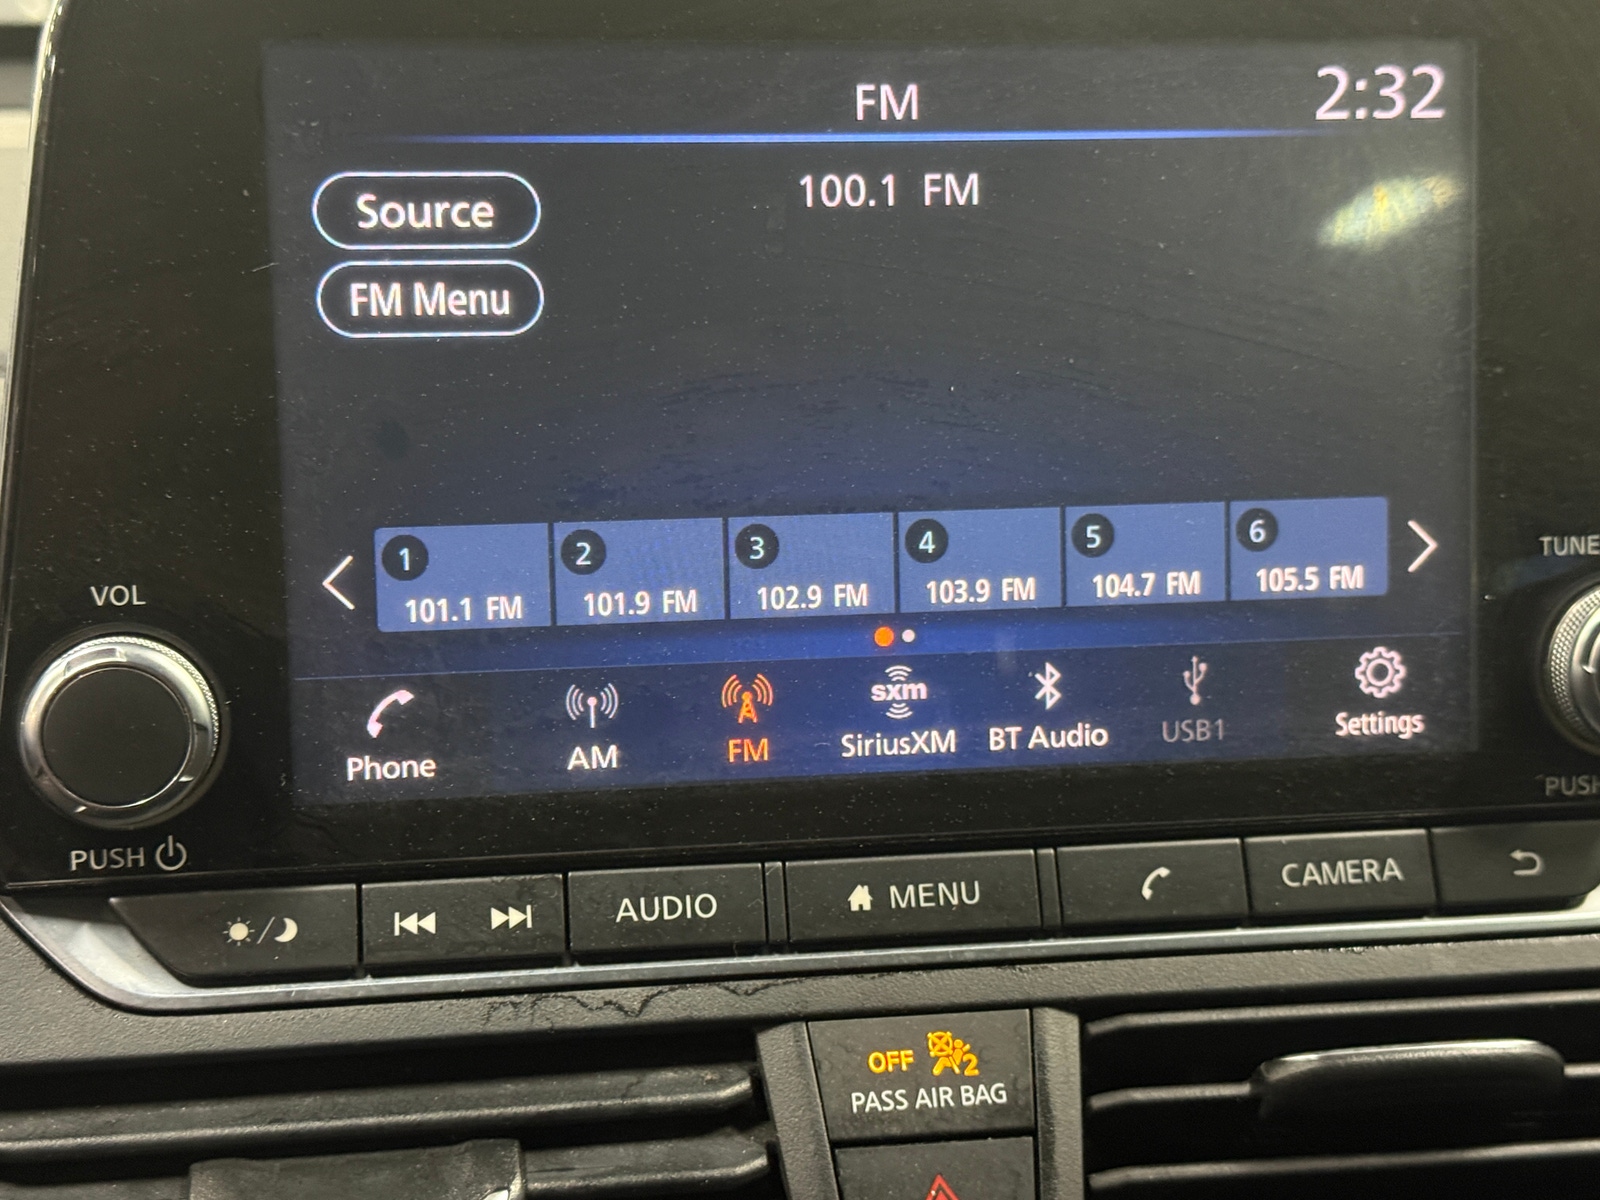 FM
2:32
Source
100.1 FM
FM Menu
1
2
3
4
5
6
101.1 FM
101.9 FM
102.9 FM
103.9 FM
104.7 FM
105.5 FM
VOL
TUNE
Phone
AM
FM
sxm
SiriusXM
BT Audio
USB1
Settings
PUSH
PUSH
AUDIO
MENU
CAMERA
OFF
2
PASS AIR BAG